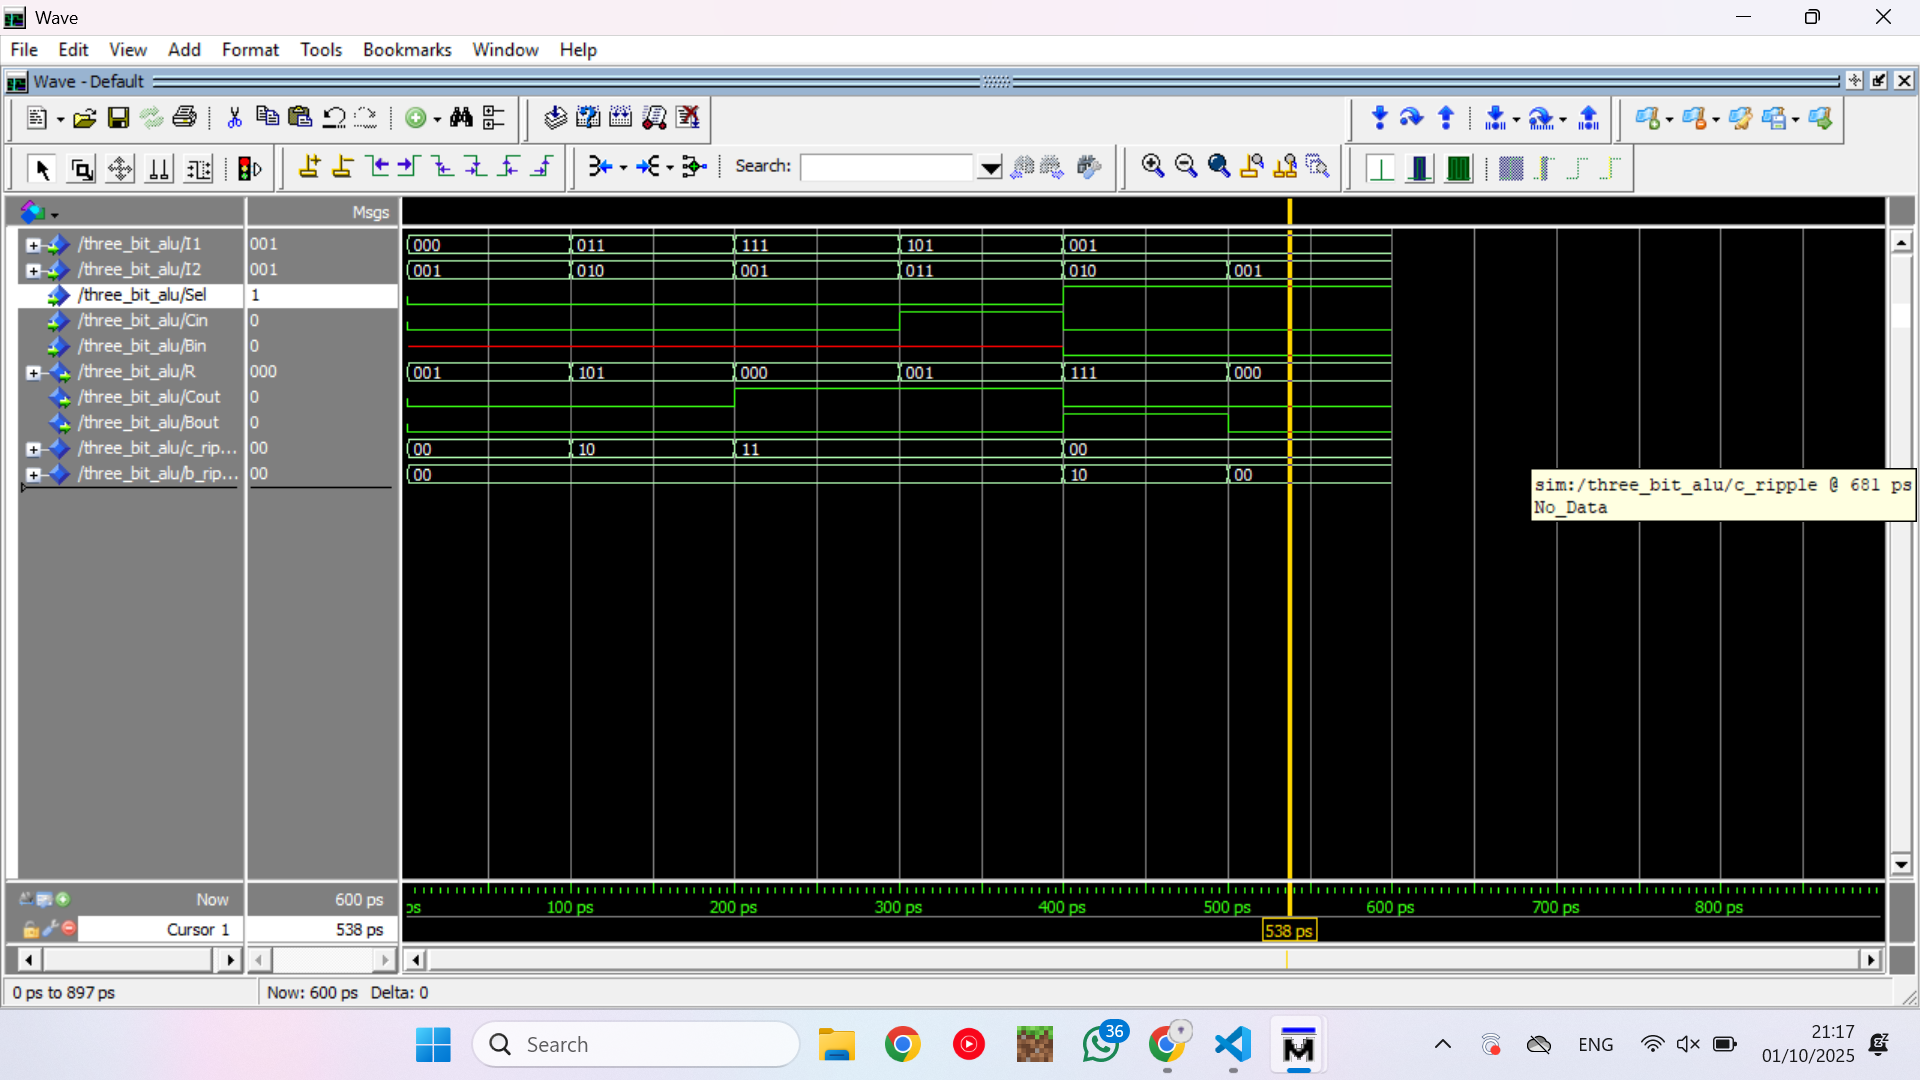 Wave
File Edit View Add Format Tools Bookmarks Window Help
Wave - Default
Search:
Msgs
/three_bit_alu/I1 001 000 011 111 101 001
/three_bit_alu/I2 001 001 010 001 011 010 001
/three_bit_alu/Sel 1
/three_bit_alu/Cin 0
/three_bit_alu/Bin 0
/three_bit_alu/R 000 001 101 000 001 111 000
/three_bit_alu/Cout 0
/three_bit_alu/Bout 0
/three_bit_alu/c_rip... 00 00 10 11 00
/three_bit_alu/b_rip... 00 00 10 00
sim:/three_bit_alu/c_ripple @ 681 ps
No_Data
Now 600 ps ps 100 ps 200 ps 300 ps 400 ps 500 ps 600 ps 700 ps 800 ps
Cursor 1 538 ps 538 ps
0 ps to 897 ps Now: 600 ps Delta: 0
Search 36 ENG 21:17
01/10/2025